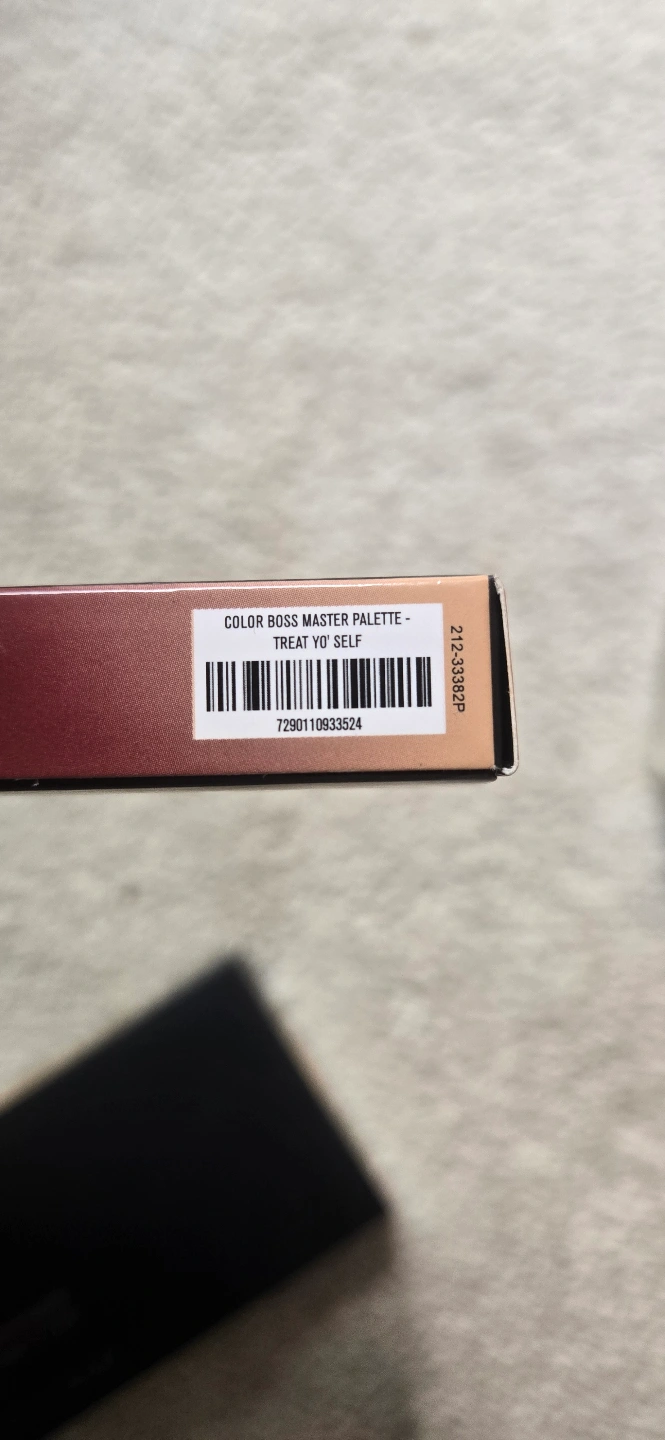 COLOR BOSS MASTER PALETTE -
TREAT YO' SELF
7290110933524
212-33382P